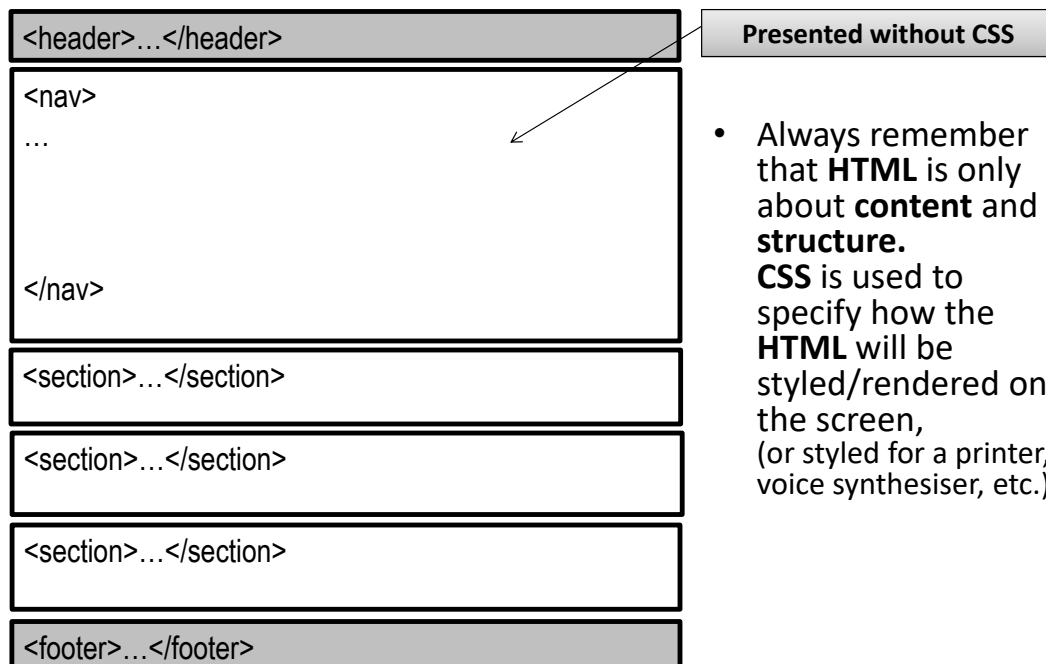 <header>…</header>
<nav>
…
</nav>
<section>…</section>
<section>…</section>
<section>…</section>
<footer>…</footer>
Presented without CSS
• Always remember
that HTML is only
about content and
structure.
CSS is used to
specify how the
HTML will be
styled/rendered on
the screen,
(or styled for a printer,
voice synthesiser, etc.)